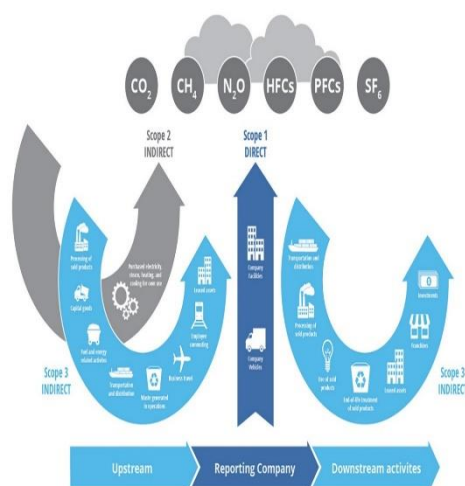 CO2
CH4
N2O
HFCs
PFCs
SF6
Scope 2
INDIRECT
Scope 1
DIRECT
Scope 3
INDIRECT
Scope 3
INDIRECT
Purchased electricity,
steam, heating, and
cooling for own use
Processing of
sold products
Capital goods
Fuel and energy
related activities
Transportation
and distribution
Waste generated
in operations
Business travel
Employee
commuting
Leased assets
Company
facilities
Company
Vehicles
Transportation and
distribution
Processing of
sold products
Use of sold
products
End-of-life treatment
of sold products
Leased assets
Franchises
Investments
Upstream
Reporting Company
Downstream activites